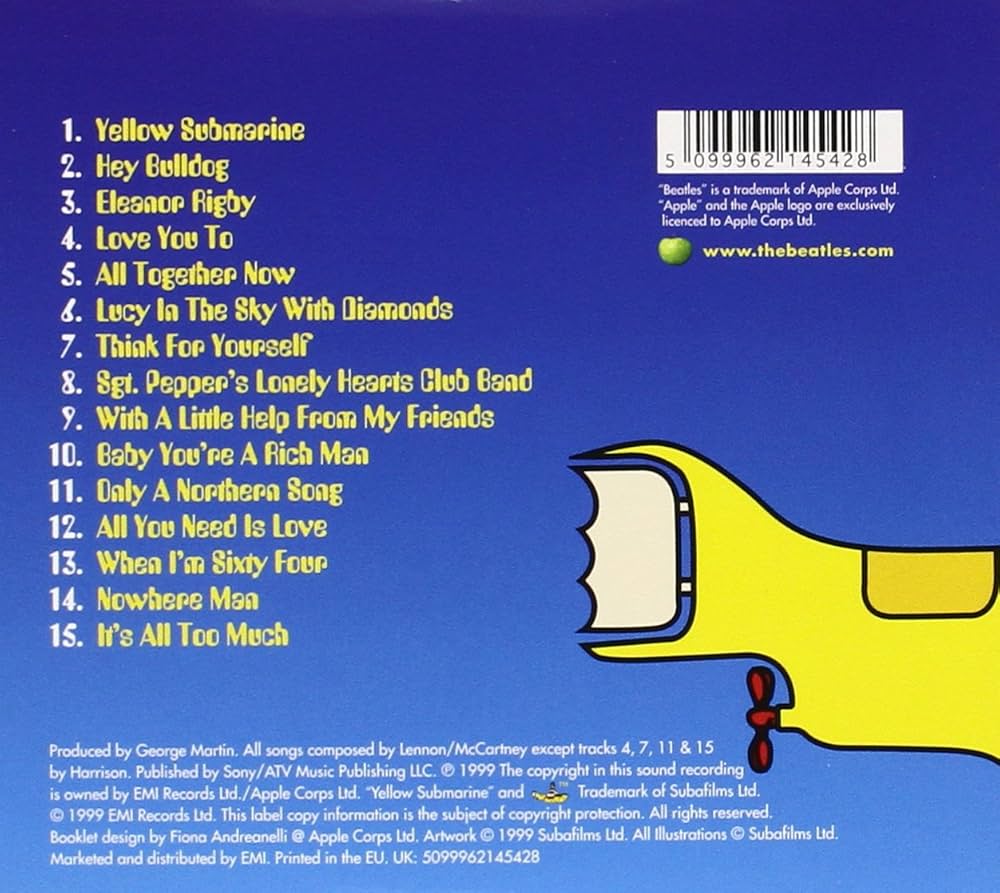 1. Yellow Submarine
2. Hey Bulldog
3. Eleanor Rigby
4. Love You To
5. All Together Now
6. Lucy In The Sky With Diamonds
7. Think For Yourself
8. Sgt. Pepper's Lonely Hearts Club Band
9. With A Little Help From My Friends
10. Baby You're A Rich Man
11. Only A Northern Song
12. All You Need Is Love
13. When I'm Sixty Four
14. Nowhere Man
15. It's All Too Much
5 099962 145428
"Beatles" is a trademark of Apple Corps Ltd.
"Apple" and the Apple logo are exclusively
licenced to Apple Corps Ltd.
www.thebeatles.com
Produced by George Martin. All songs composed by Lennon/McCartney except tracks 4, 7, 11 & 15
by Harrison. Published by Sony/ATV Music Publishing LLC. ℗ 1999 The copyright in this sound recording
is owned by EMI Records Ltd./Apple Corps Ltd. "Yellow Submarine" and Trademark of Subafilms Ltd.
© 1999 EMI Records Ltd. This label copy information is the subject of copyright protection. All rights reserved.
Booklet design by Fiona Andreanelli @ Apple Corps Ltd. Artwork © 1999 Subafilms Ltd. All Illustrations © Subafilms Ltd.
Marketed and distributed by EMI. Printed in the EU. UK: 5099962145428